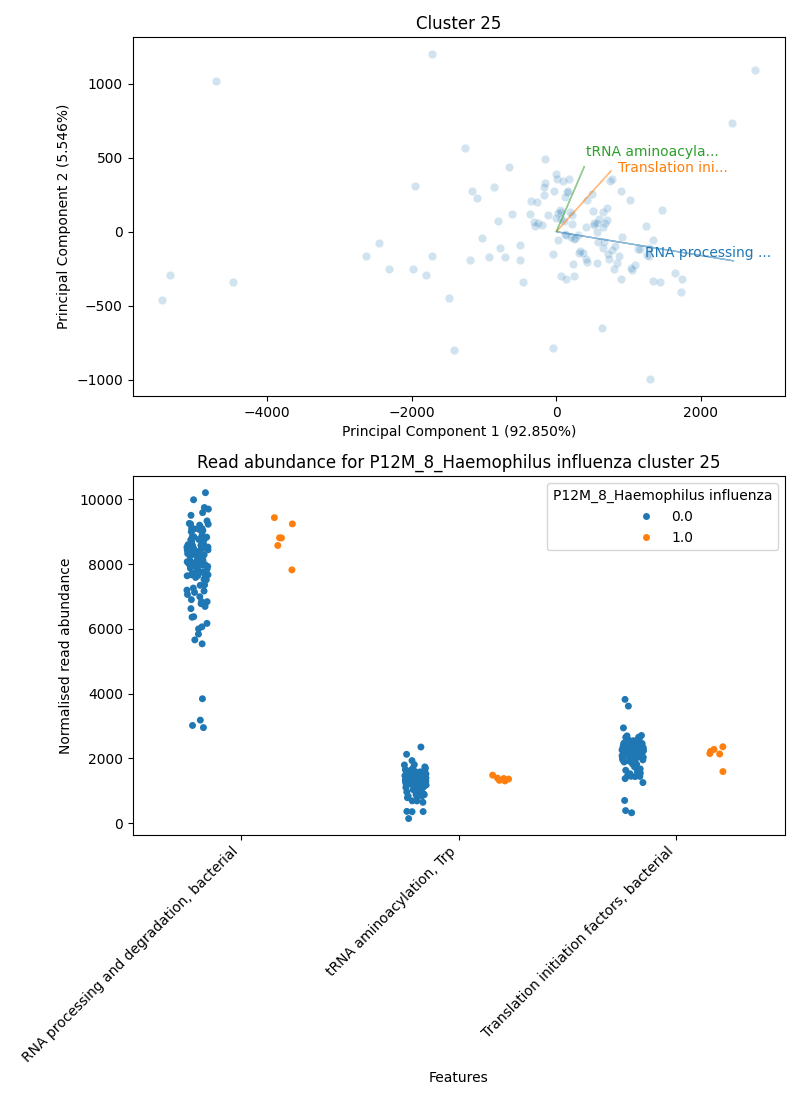 Cluster 25
Principal Component 2 (5.546%)
1000
500
0
−500
−1000
tRNA aminoacyla...
Translation ini...
RNA processing ...
−4000
−2000
0
2000
Principal Component 1 (92.850%)
Read abundance for P12M_8_Haemophilus influenza cluster 25
Normalised read abundance
10000
8000
6000
4000
2000
0
P12M_8_Haemophilus influenza
0.0
1.0
RNA processing and degradation, bacterial
tRNA aminoacylation, Trp
Translation initiation factors, bacterial
Features